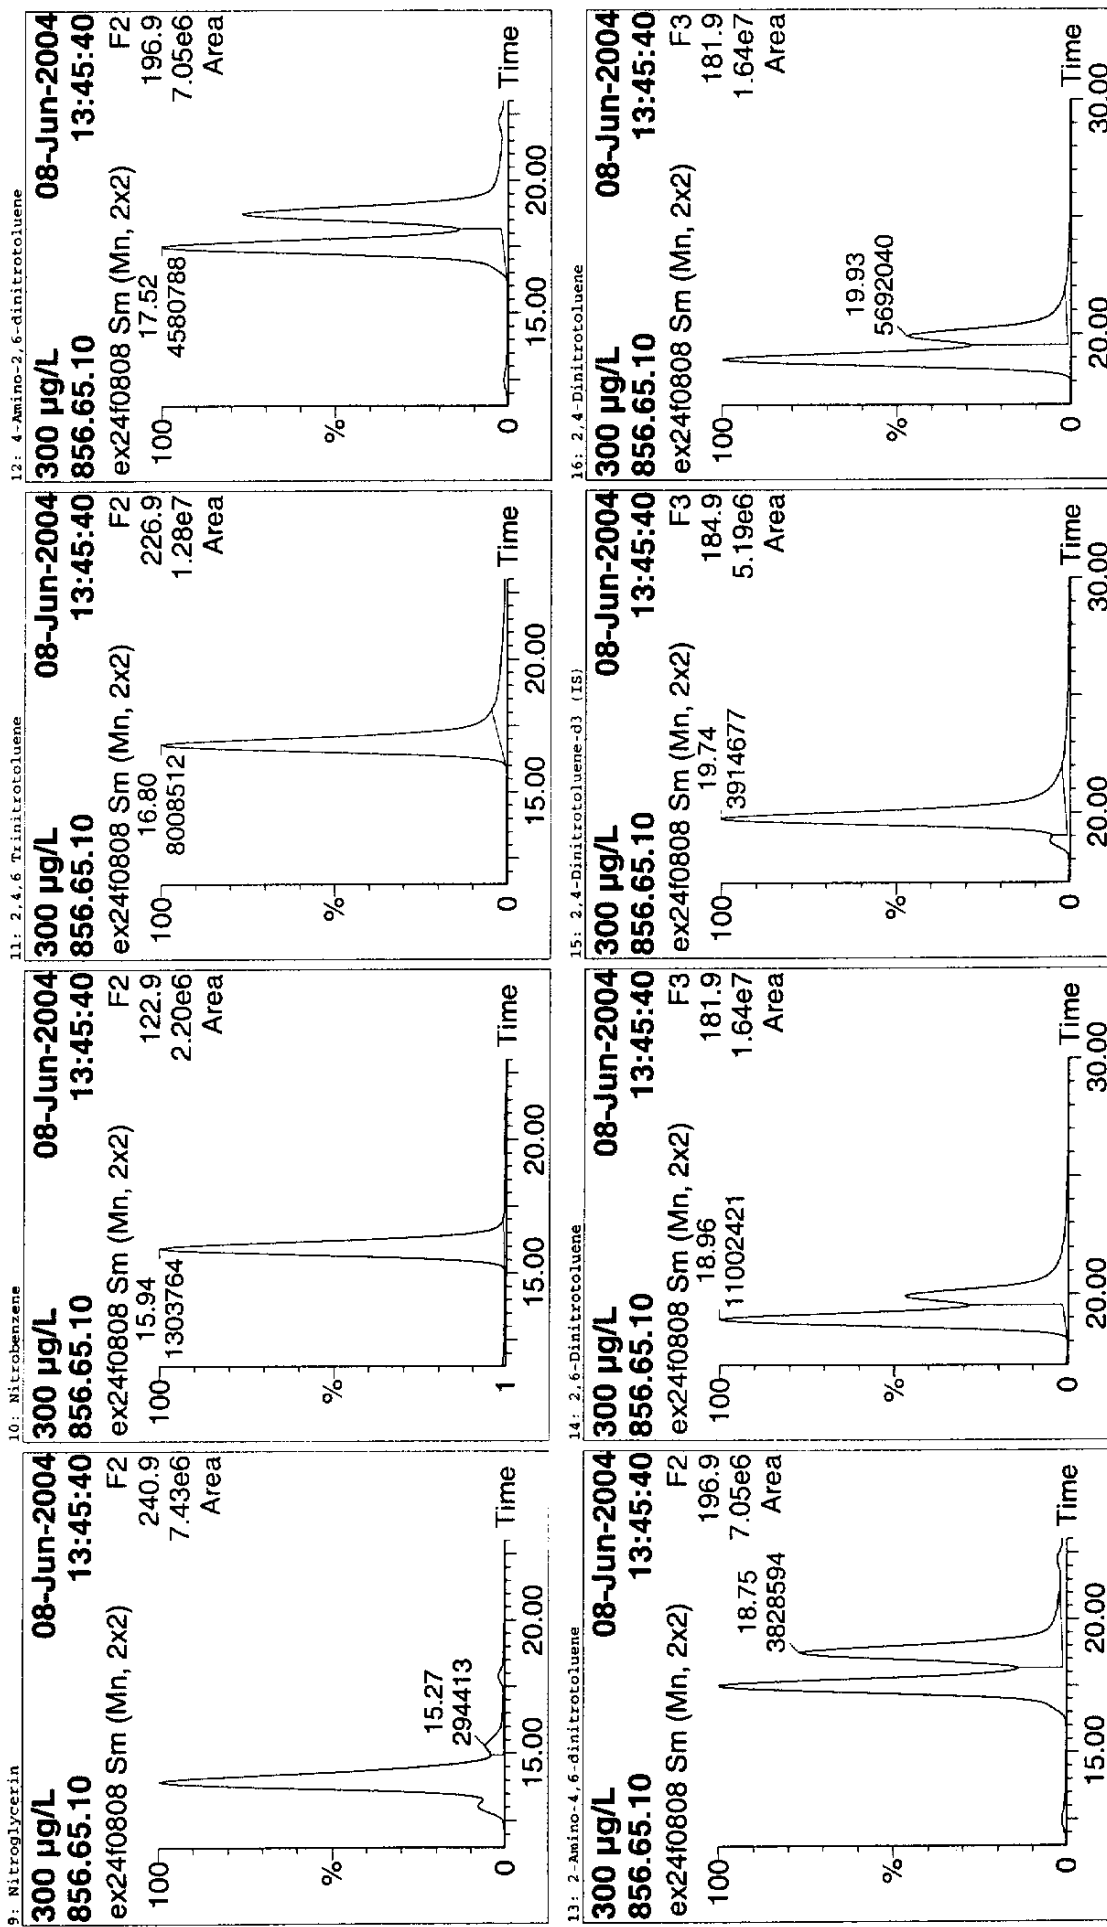 9: Nitroglycerin
300 µg/L 08-Jun-2004
856.65.10 13:45:40
ex24f0808 Sm (Mn, 2x2) F2
240.9
7.43e6
Area
100
%
0
15.27
294413
15.00 20.00 Time
10: Nitrobenzene
300 µg/L 08-Jun-2004
856.65.10 13:45:40
ex24f0808 Sm (Mn, 2x2) F2
122.9
2.20e6
Area
100
%
1
15.94
1303764
15.00 20.00 Time
11: 2,4,6 Trinitrotoluene
300 µg/L 08-Jun-2004
856.65.10 13:45:40
ex24f0808 Sm (Mn, 2x2) F2
226.9
1.28e7
Area
100
%
0
16.80
8008512
15.00 20.00 Time
12: 4-Amino-2,6-dinitrotoluene
300 µg/L 08-Jun-2004
856.65.10 13:45:40
ex24f0808 Sm (Mn, 2x2) F2
196.9
7.05e6
Area
100
%
0
17.52
4580788
15.00 20.00 Time
13: 2-Amino-4,6-dinitrotoluene
300 µg/L 08-Jun-2004
856.65.10 13:45:40
ex24f0808 Sm (Mn, 2x2) F2
196.9
7.05e6
Area
100
%
0
18.75
3828594
15.00 20.00 Time
14: 2,6-Dinitrotoluene
300 µg/L 08-Jun-2004
856.65.10 13:45:40
ex24f0808 Sm (Mn, 2x2) F3
181.9
1.64e7
Area
100
%
0
18.96
11002421
20.00 30.00 Time
15: 2,4-Dinitrotoluene-d3 (IS)
300 µg/L 08-Jun-2004
856.65.10 13:45:40
ex24f0808 Sm (Mn, 2x2) F3
184.9
5.19e6
Area
100
%
0
19.74
3914677
20.00 30.00 Time
16: 2,4-Dinitrotoluene
300 µg/L 08-Jun-2004
856.65.10 13:45:40
ex24f0808 Sm (Mn, 2x2) F3
181.9
1.64e7
Area
100
%
0
19.93
5692040
20.00 30.00 Time